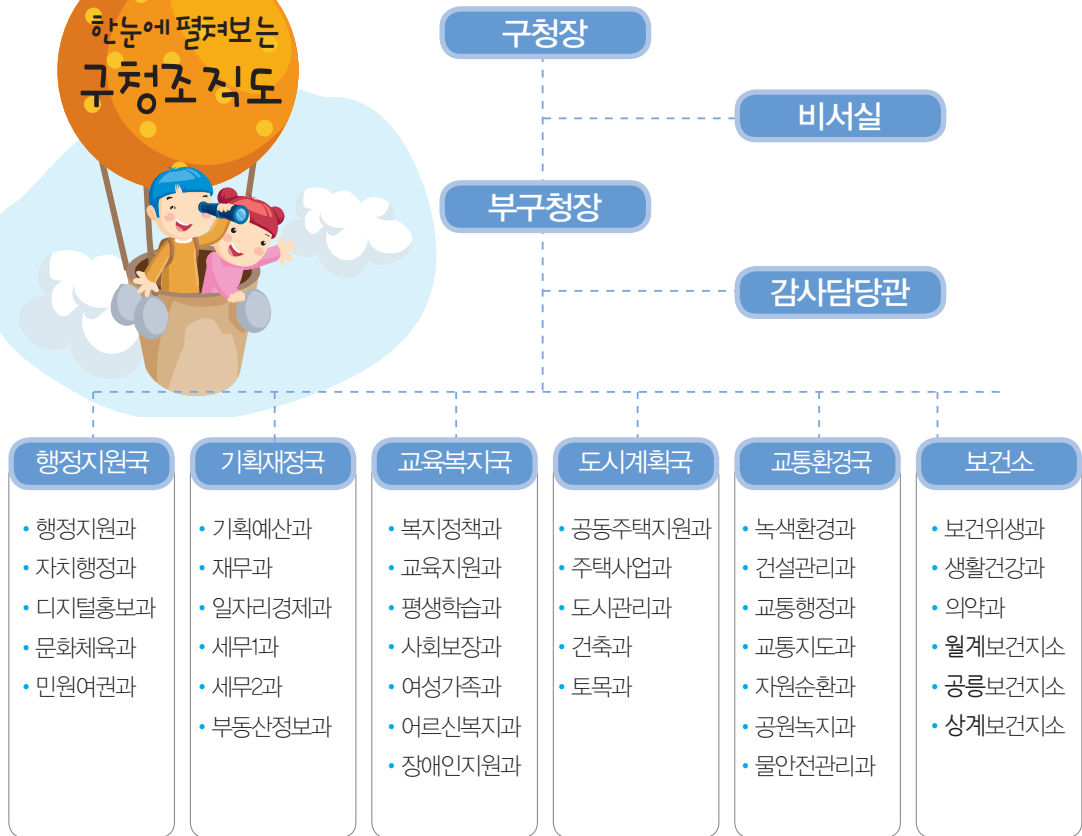 한눈에 펼쳐보는
구청조직도
구청장
비서실
부구청장
감사담당관
행정지원국
• 행정지원과
• 자치행정과
• 디지털홍보과
• 문화체육과
• 민원여권과
기획재정국
• 기획예산과
• 재무과
• 일자리경제과
• 세무1과
• 세무2과
• 부동산정보과
교육복지국
• 복지정책과
• 교육지원과
• 평생학습과
• 사회보장과
• 여성가족과
• 어르신복지과
• 장애인지원과
도시계획국
• 공동주택지원과
• 주택사업과
• 도시관리과
• 건축과
• 토목과
교통환경국
• 녹색환경과
• 건설관리과
• 교통행정과
• 교통지도과
• 자원순환과
• 공원녹지과
• 물안전관리과
보건소
• 보건위생과
• 생활건강과
• 의약과
• 월계보건지소
• 공릉보건지소
• 상계보건지소